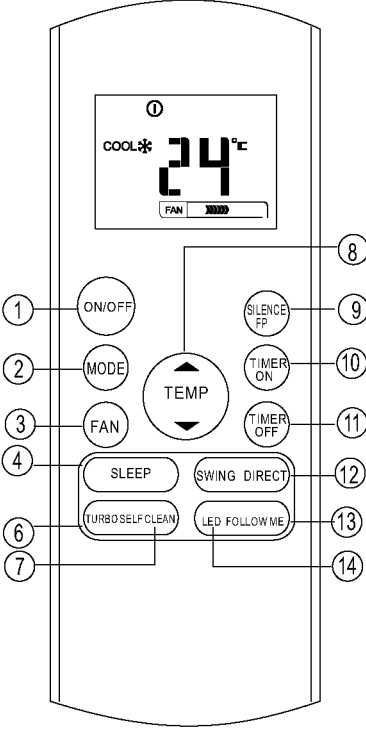 COOL
24°C
FAN
8
1
ON/OFF
SILENCE
FP
9
2
MODE
TEMP
TIMER
ON
10
3
FAN
TIMER
OFF
11
4
SLEEP
SWING DIRECT
12
6
TURBO SELF CLEAN
LED FOLLOW ME
13
7
14